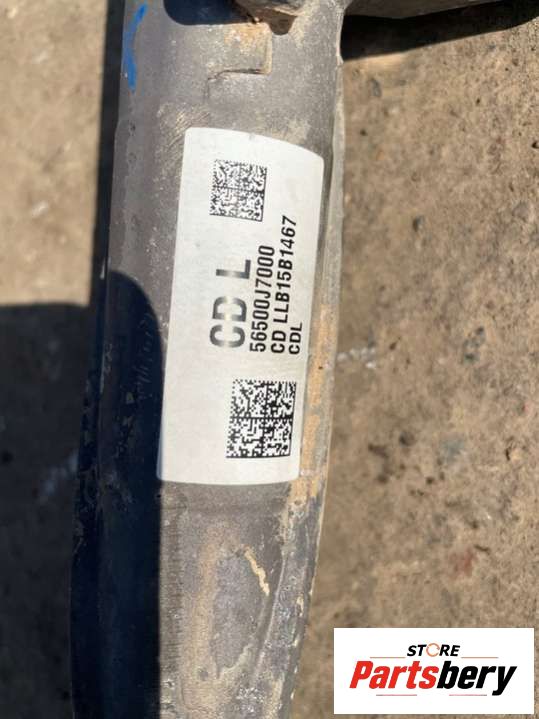 CD L
56500J7000
CD LLB15B1467
CDL
STORE
Partsbery